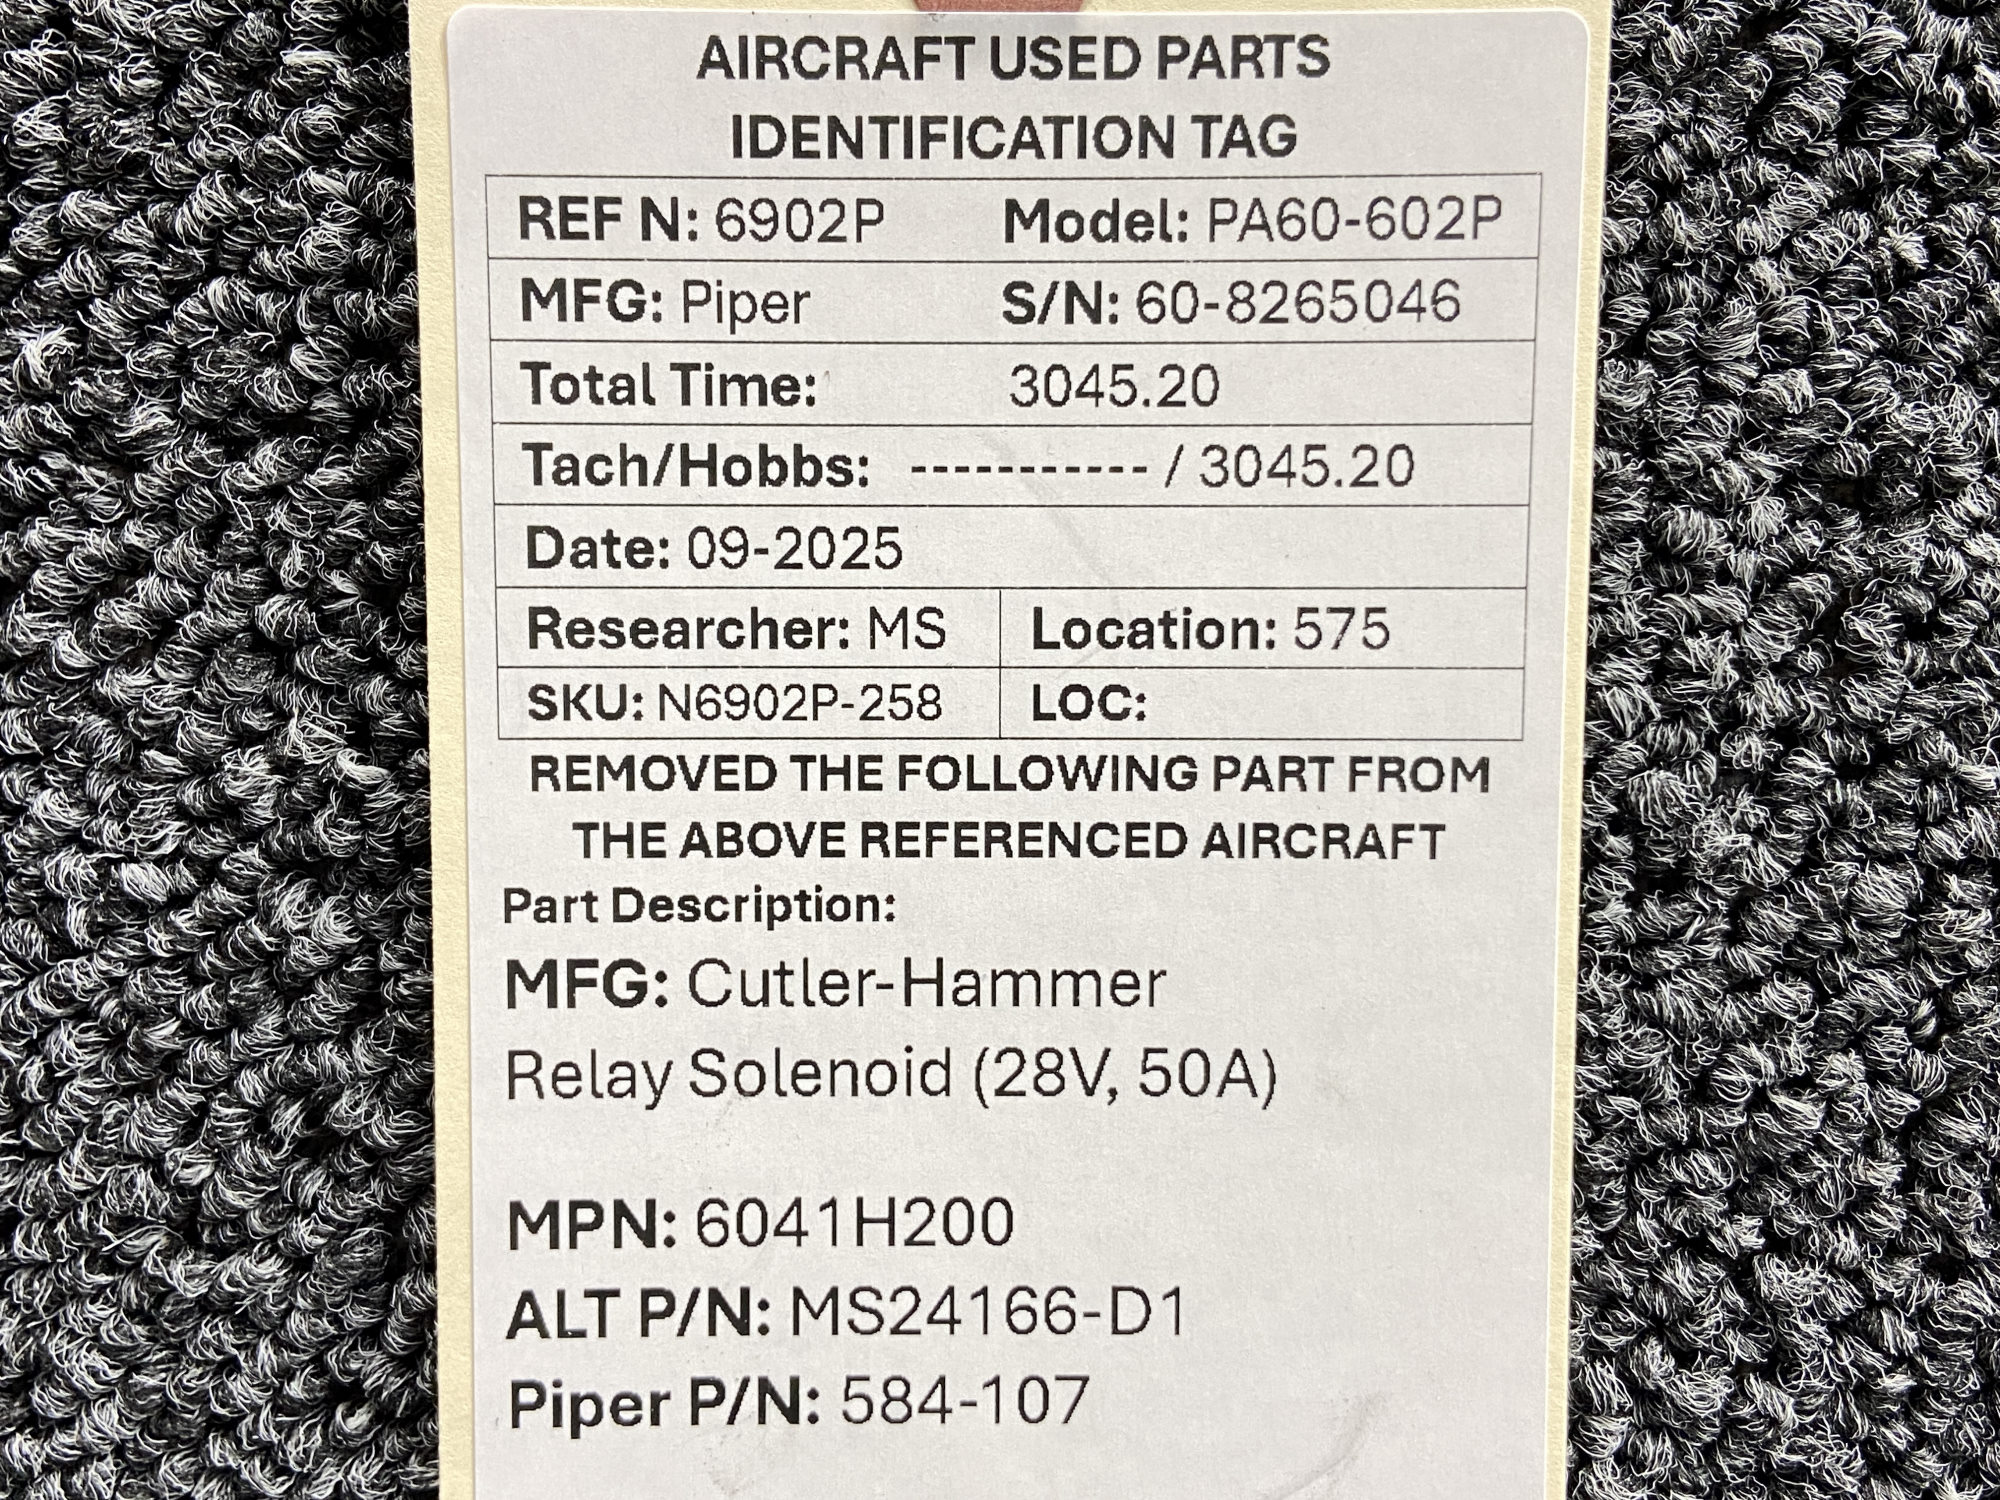 AIRCRAFT USED PARTS
IDENTIFICATION TAG
REF N: 6902P Model: PA60-602P
MFG: Piper S/N: 60-8265046
Total Time: 3045.20
Tach/Hobbs: ----------- / 3045.20
Date: 09-2025
Researcher: MS Location: 575
SKU: N6902P-258 LOC:
REMOVED THE FOLLOWING PART FROM
THE ABOVE REFERENCED AIRCRAFT
Part Description:
MFG: Cutler-Hammer
Relay Solenoid (28V, 50A)
MPN: 6041H200
ALT P/N: MS24166-D1
Piper P/N: 584-107